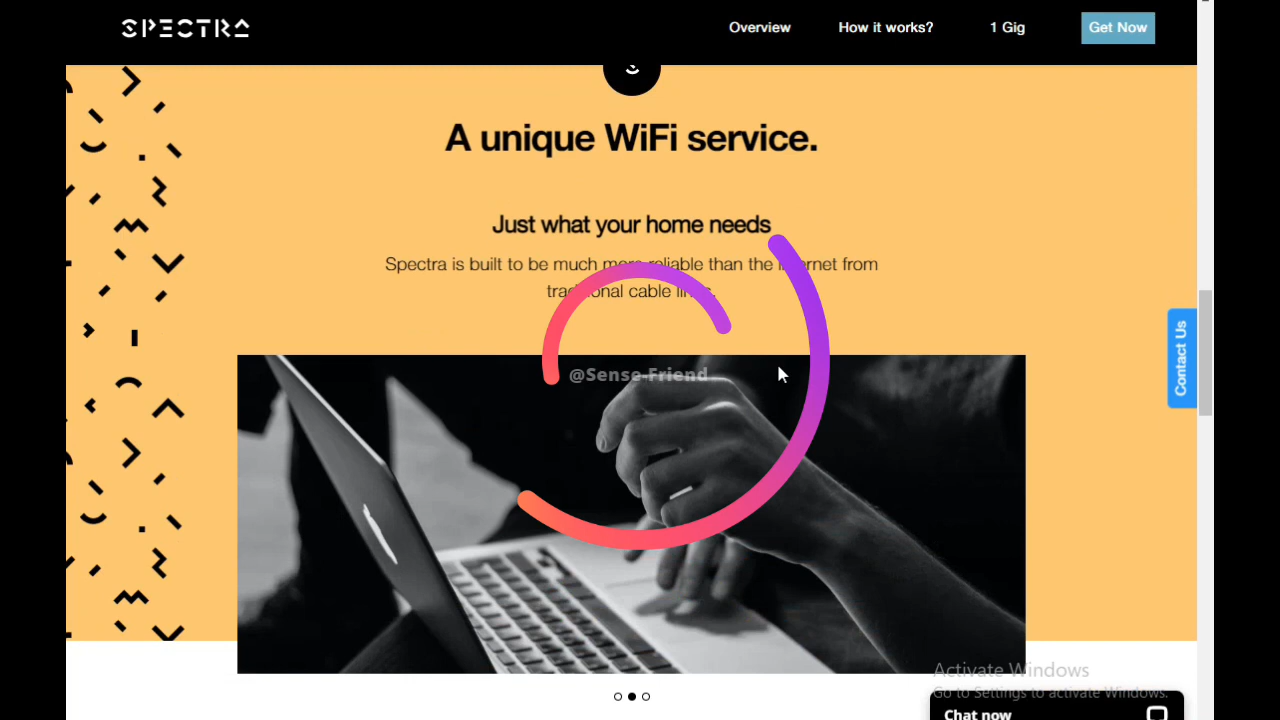 SPECTRA
Overview
How it works?
1 Gig
Get Now
A unique WiFi service.
Just what your home needs
Spectra is built to be much more reliable than the internet from
traditional cable lines.
@Sense-Friend
Contact Us
Activate Windows
Go to Settings to activate Windows.
Chat now